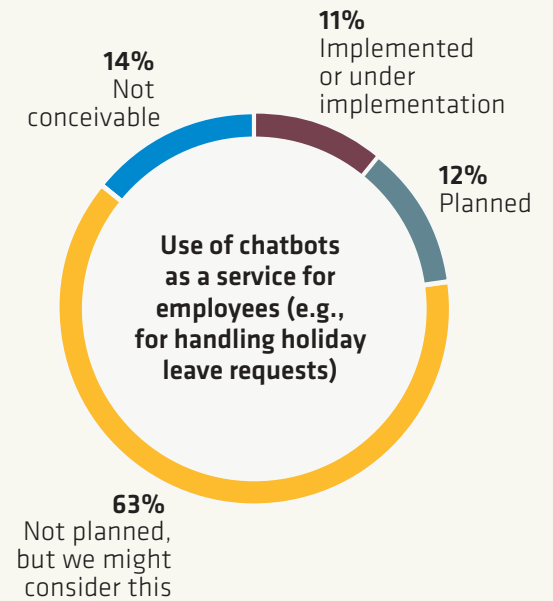 11%
Implemented
or under
implementation
14%
Not
conceivable
12%
Planned
Use of chatbots
as a service for
employees (e.g.,
for handling holiday
leave requests)
63%
Not planned,
but we might
consider this